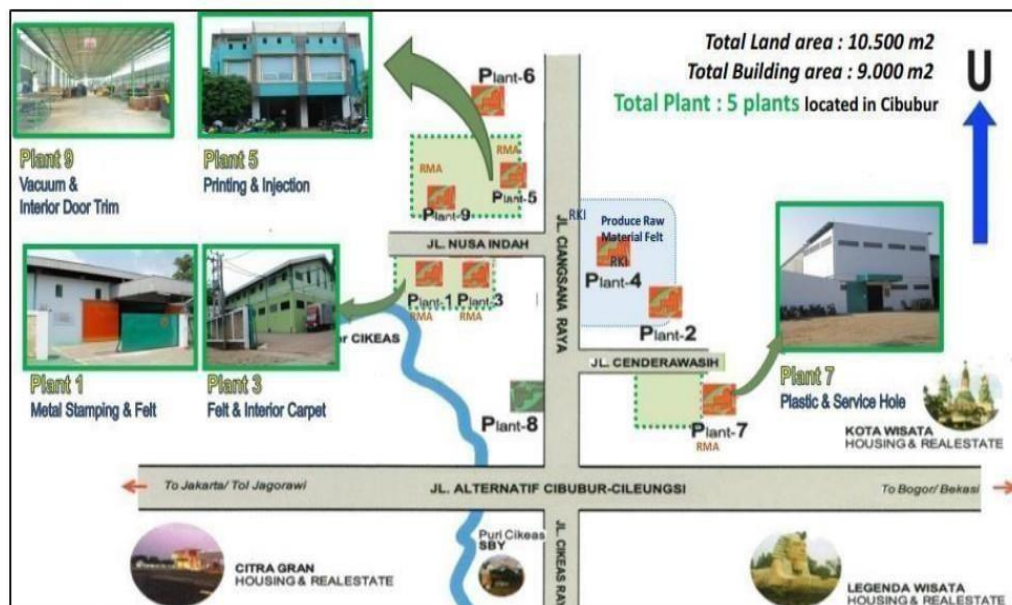 Total Land area : 10.500 m2
Total Building area : 9.000 m2
Total Plant : 5 plants located in Cibubur
U
Plant 9
Vacuum &
Interior Door Trim
Plant 5
Printing & Injection
Plant-6
RMA
RMA
Plant-5
Plant-9
JL. NUSA INDAH
JL. CIANGSANA RAYA
RKI
Produce Raw
Material Felt
RKI
Plant-4
Plant-2
Plant-1
Plant-3
RMA
RMA
CIKEAS
Plant 1
Metal Stamping & Felt
Plant 3
Felt & Interior Carpet
JL. CENDERAWASIH
Plant-8
Plant-7
RMA
Plant 7
Plastic & Service Hole
KOTA WISATA
HOUSING & REALESTATE
To Jakarta/ Tol Jagorawi
JL. ALTERNATIF CIBUBUR-CILEUNGSI
To Bogor/ Bekasi
CITRA GRAN
HOUSING & REALESTATE
Puri Cikeas
SBY
JL. CIKEAS RAY
LEGENDA WISATA
HOUSING & REALESTATE